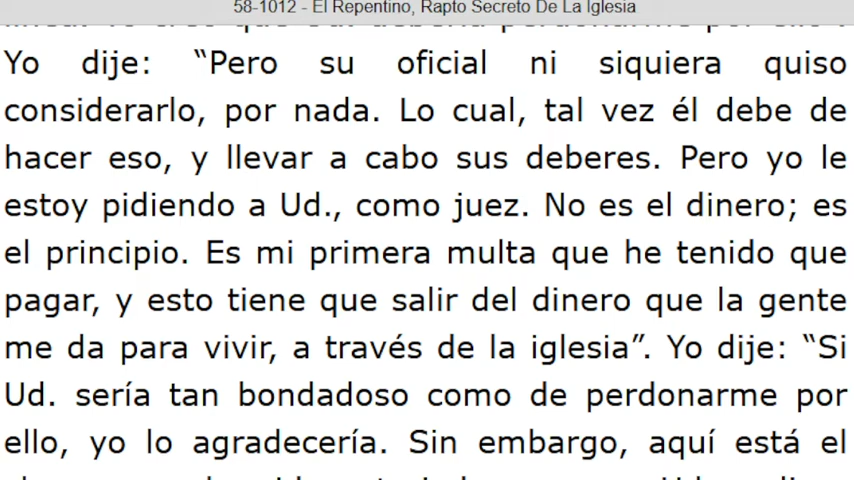 58-1012 - El Repentino, Rapto Secreto De La Iglesia
Yo dije: “Pero su oficial ni siquiera quiso
considerarlo, por nada. Lo cual, tal vez él debe de
hacer eso, y llevar a cabo sus deberes. Pero yo le
estoy pidiendo a Ud., como juez. No es el dinero; es
el principio. Es mi primera multa que he tenido que
pagar, y esto tiene que salir del dinero que la gente
me da para vivir, a través de la iglesia”. Yo dije: “Si
Ud. sería tan bondadoso como de perdonarme por
ello, yo lo agradecería. Sin embargo, aquí está el